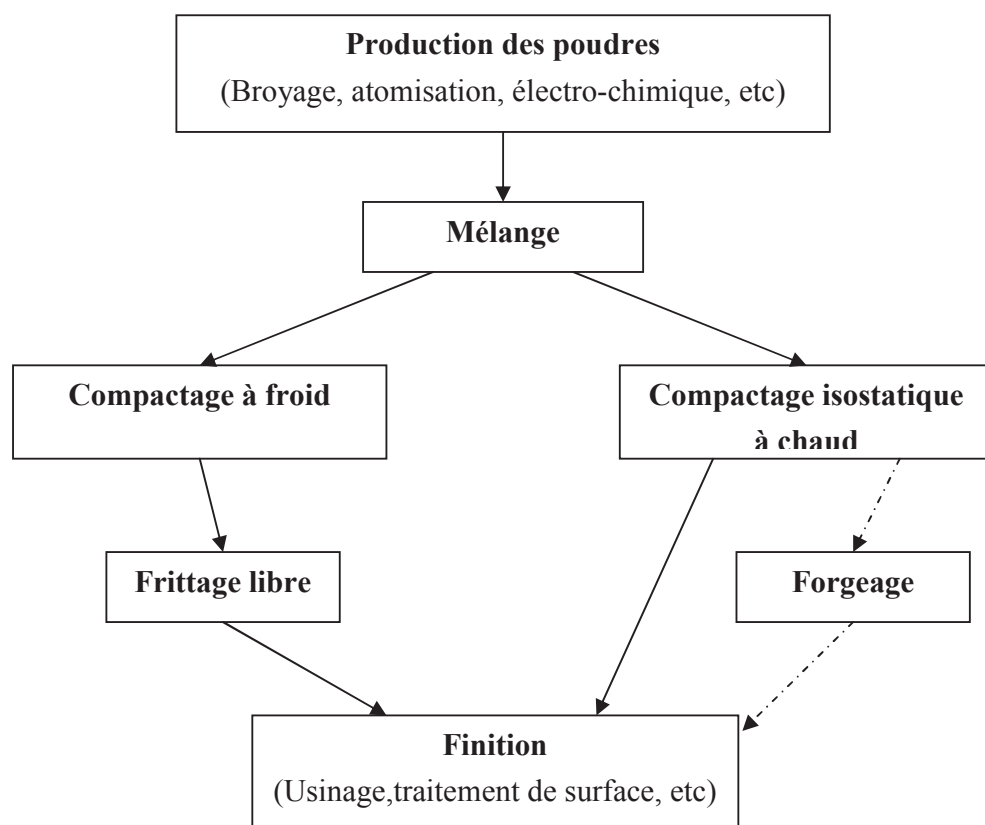 Production des poudres
(Broyage, atomisation, électro-chimique, etc)
Mélange
Compactage à froid
Compactage isostatique
à chaud
Frittage libre
Forgeage
Finition
(Usinage,traitement de surface, etc)